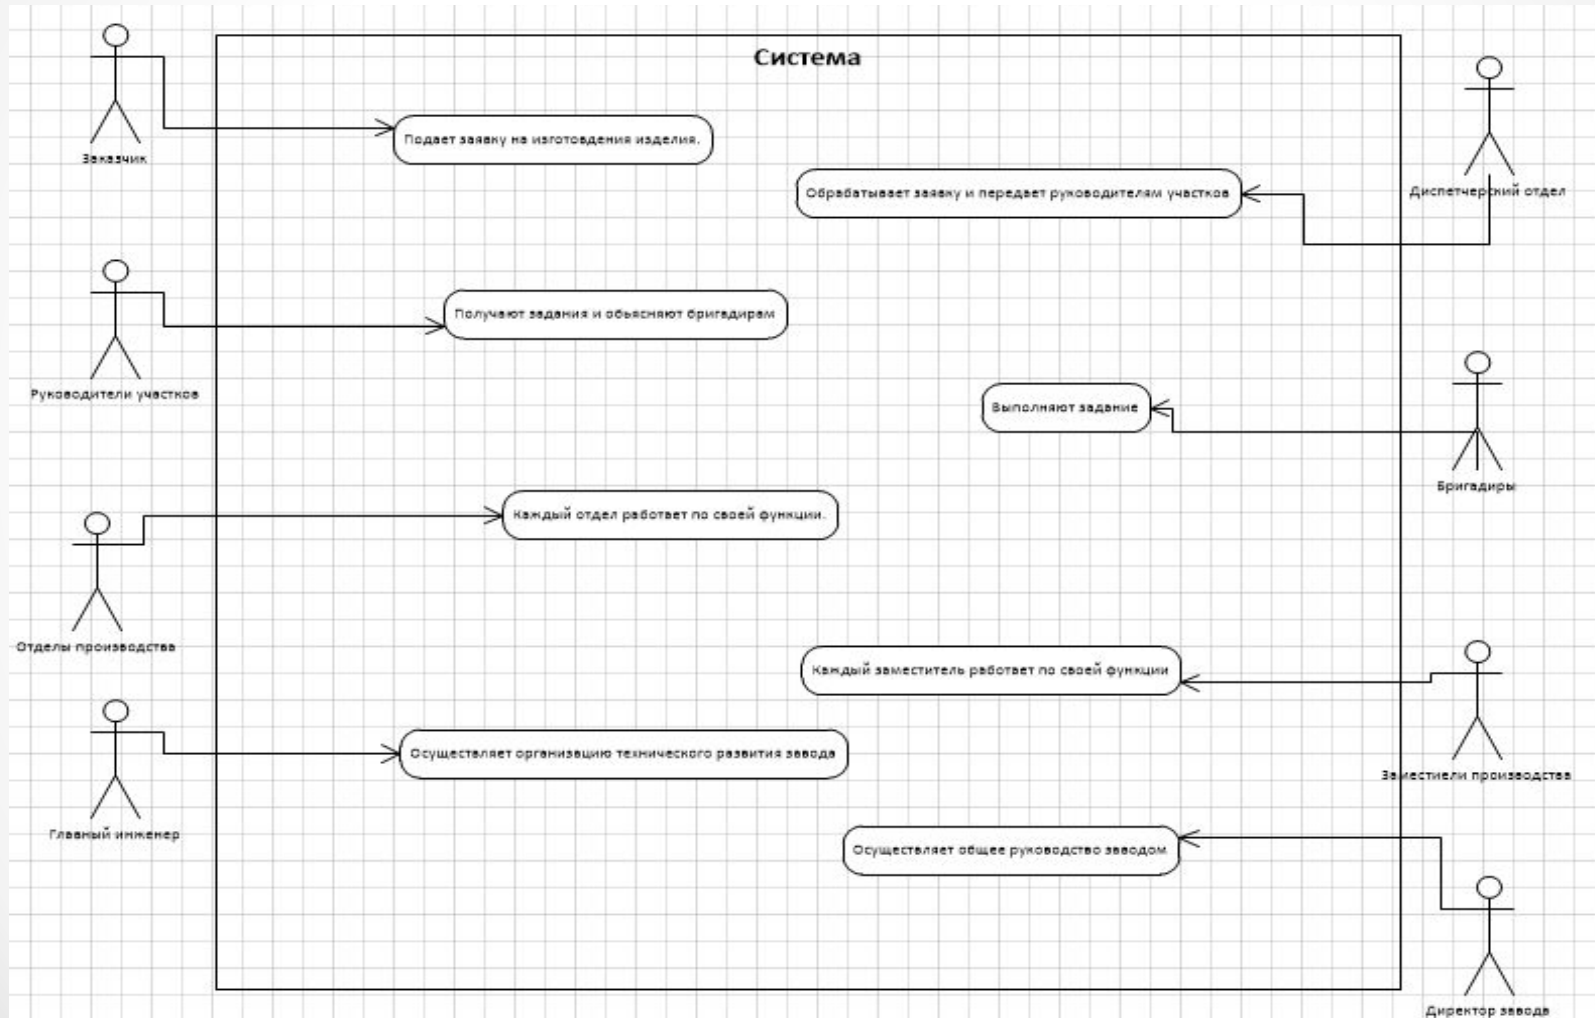 Система
Заказчик
Подает заявку на изготовдения изделия.
Обрабатывает заявку и передает руководителям участков
Диспетчерский отдел
Руководители участков
Получают задания и обьясняют бригадирам
Выполняют задание
Бригадиры
Каждый отдел работает по своей функции.
Отделы производства
Каждый заместитель работает по своей функции
Заместиели производства
Осуществляет организацию технического развития завода
Главный инженер
Осуществляет общее руководство заводом
Директор завода